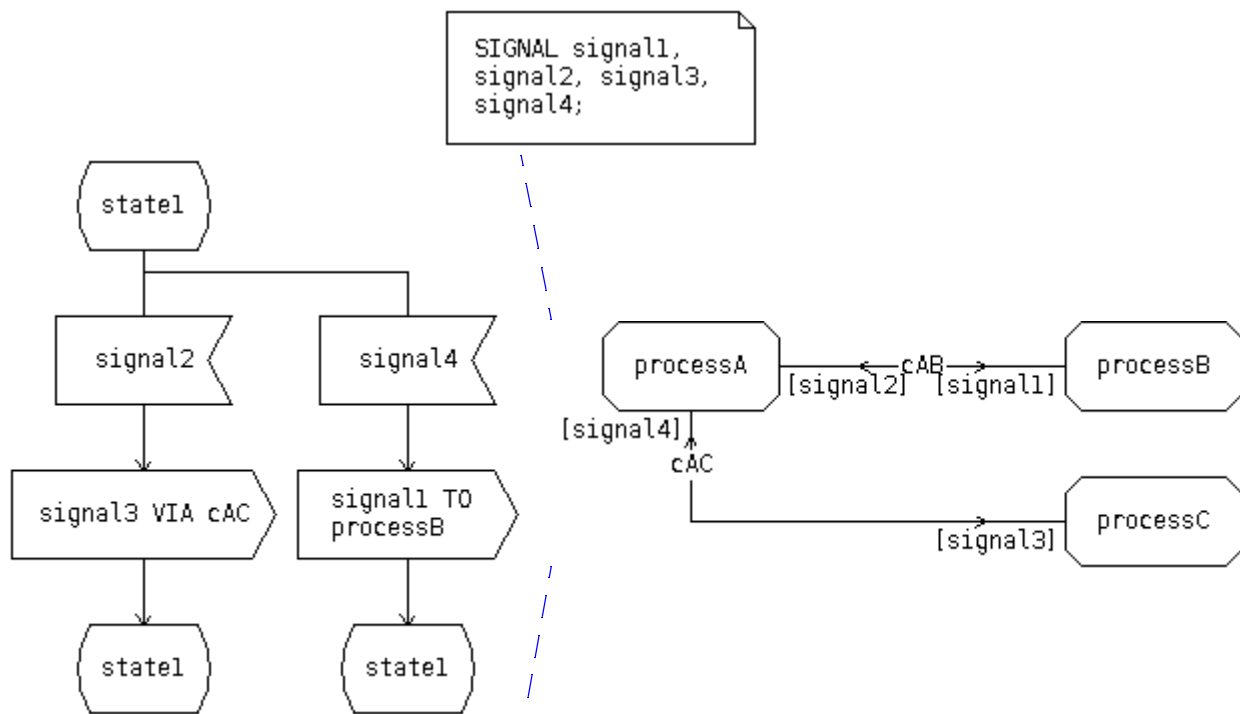 SIGNAL signal1,
signal2, signal3,
signal4;
state1
signal2
signal4
signal3 VIA cAC
signal1 TO
processB
state1
state1
processA
cAB
processB
[signal2]
[signal1]
[signal4]
cAC
processC
[signal3]